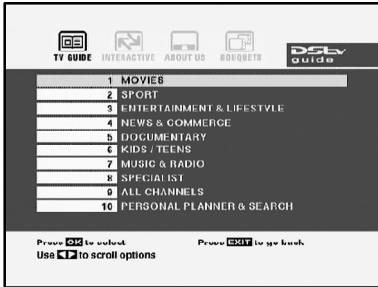 TV GUIDE INTERACTIVE ABOUT US BOUQUETS
DStv
guide
1 MOVIES
2 SPORT
3 ENTERTAINMENT & LIFESTYLE
4 NEWS & COMMERCE
5 DOCUMENTARY
6 KIDS / TEENS
7 MUSIC & RADIO
8 SPECIALIST
9 ALL CHANNELS
10 PERSONAL PLANNER & SEARCH
Press OK to select Press EXIT to go back
Use to scroll options